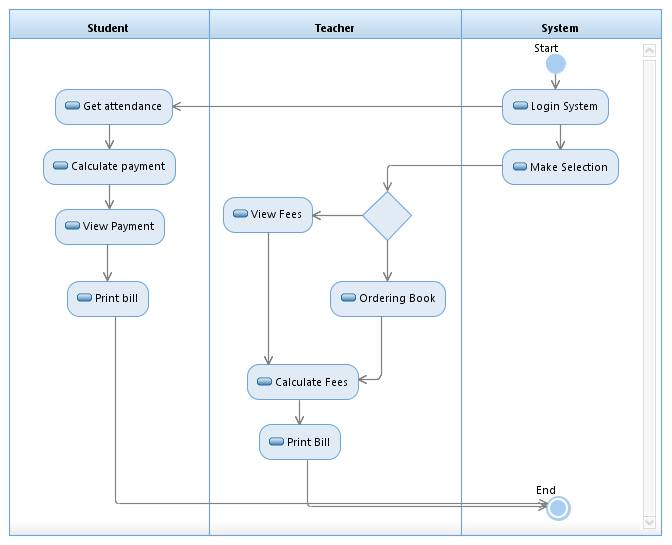 Student
Teacher
System
Start
Get attendance
Login System
Calculate payment
Make Selection
View Payment
View Fees
Print bill
Ordering Book
Calculate Fees
Print Bill
End